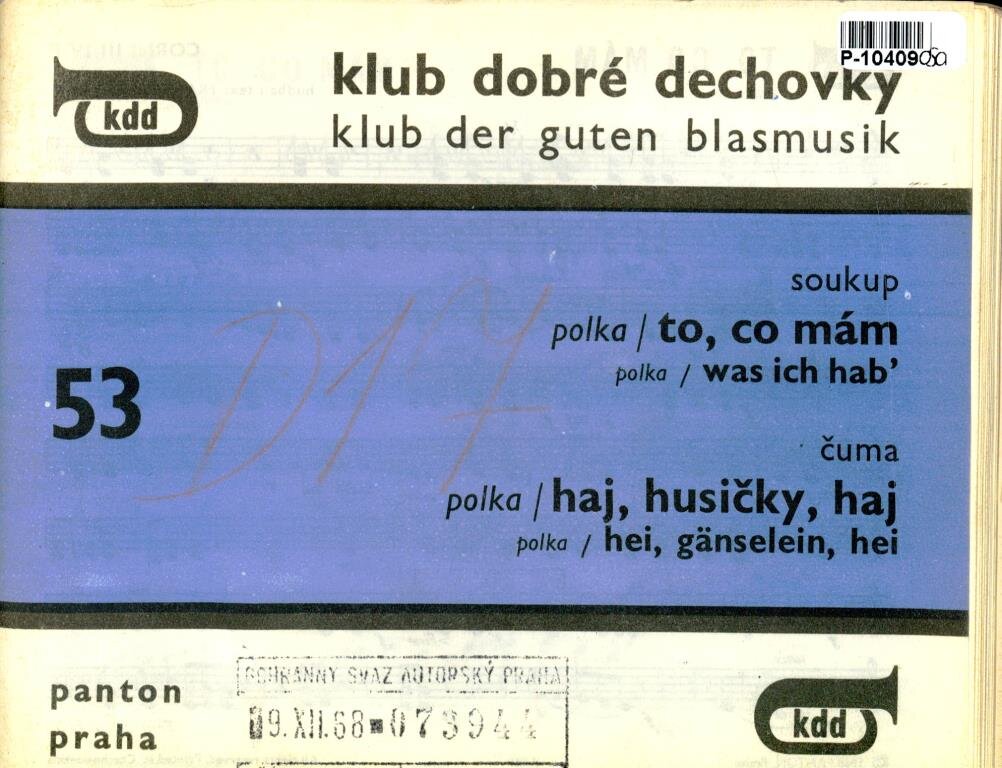 P-10409
kdd
klub dobré dechovky
klub der guten blasmusik
soukup
polka / to, co mám
polka / was ich hab'
53
D17
čuma
polka / haj, husičky, haj
polka / hei, gänselein, hei
panton
praha
OCHRANNÝ SVAZ AUTORSKÝ PRAHA
19.XII.68 073944
kdd